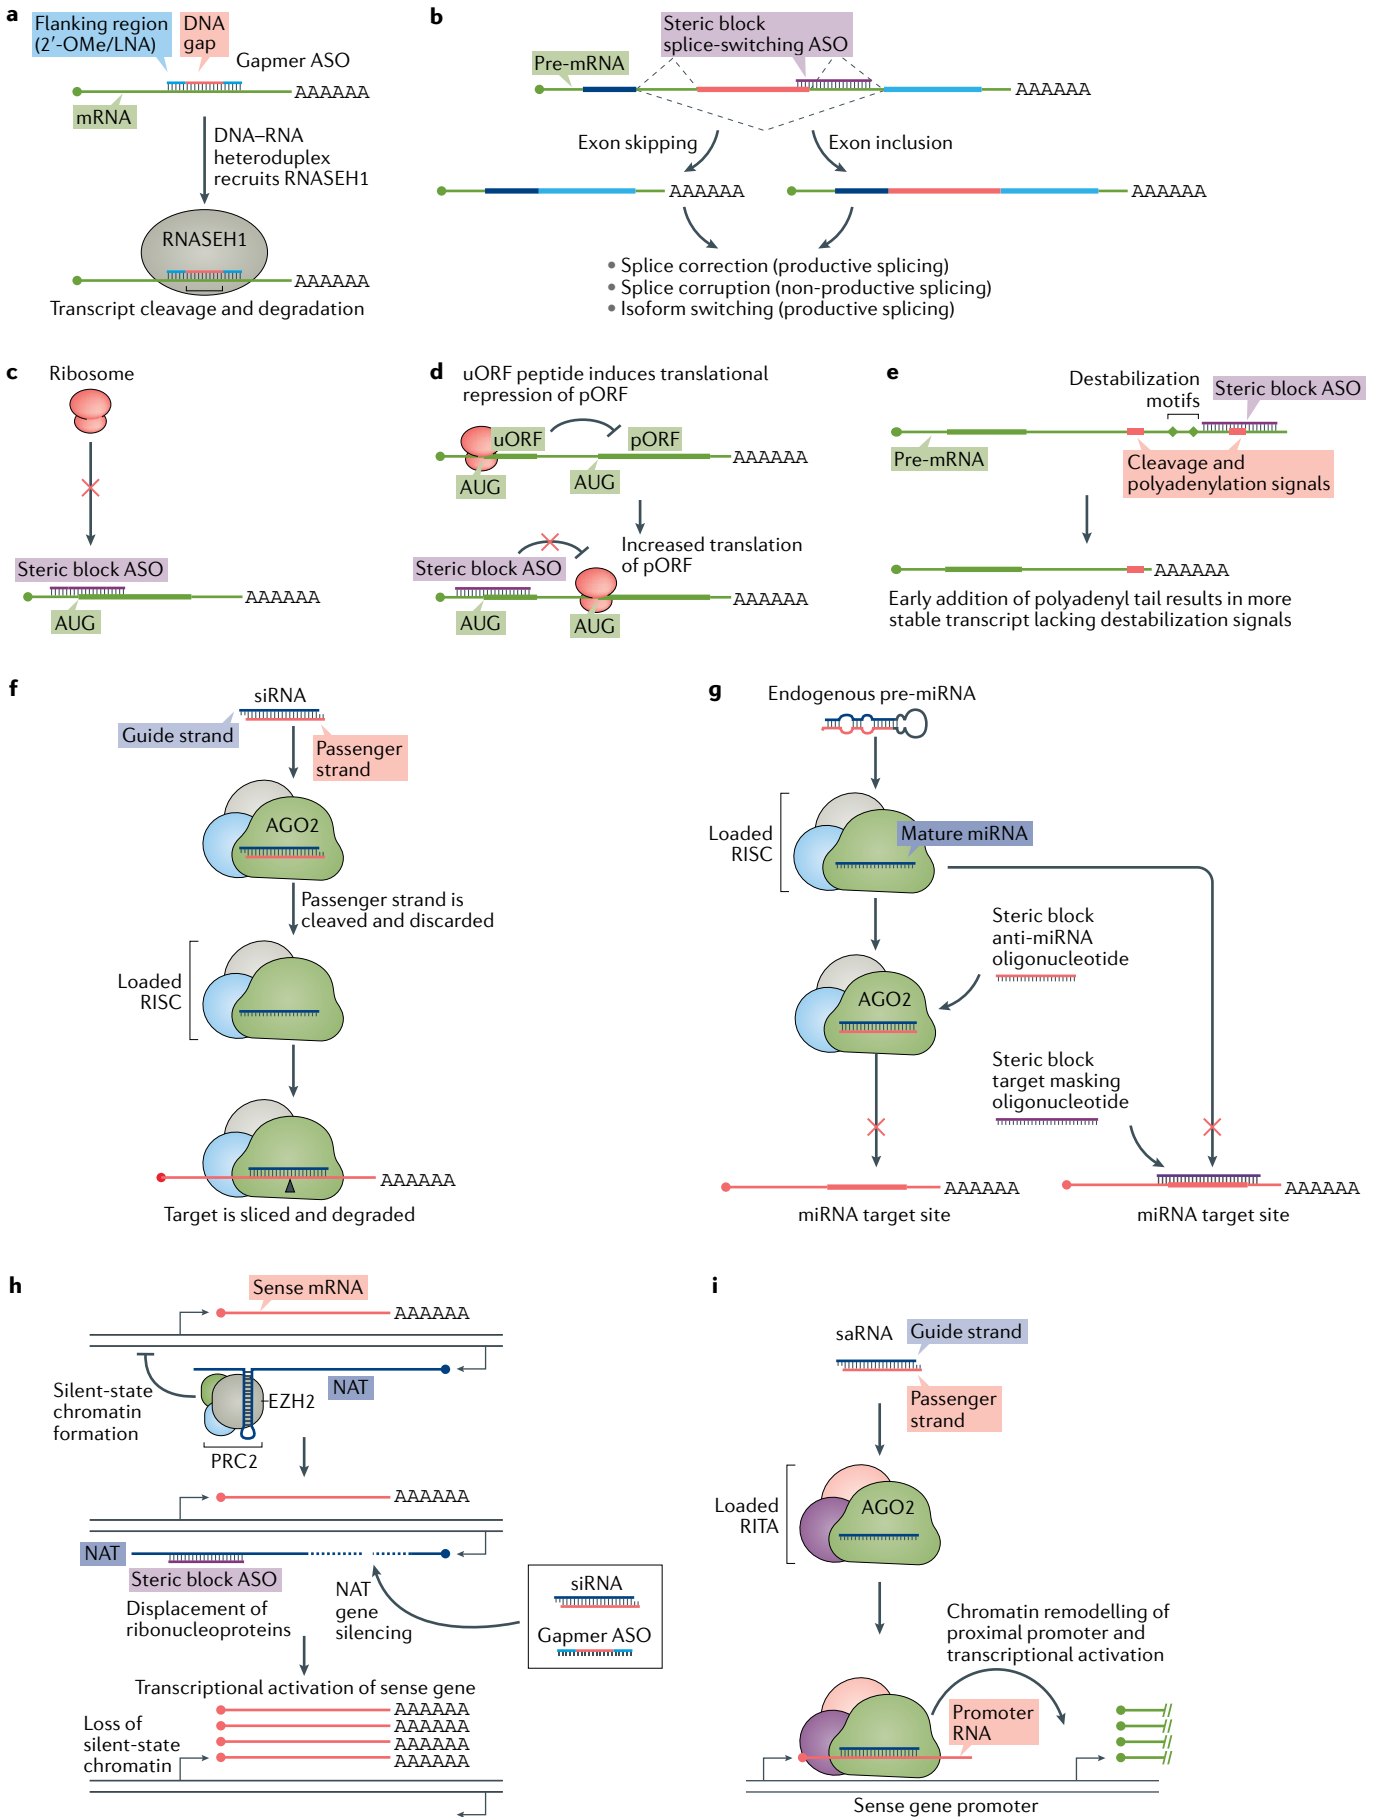 a
Flanking region
(2′-OMe/LNA)
DNA
gap
Gapmer ASO
AAAAAA
mRNA
DNA–RNA
heteroduplex
recruits RNASEH1
RNASEH1
AAAAAA
Transcript cleavage and degradation
b
Steric block
splice-switching ASO
Pre-mRNA
AAAAAA
Exon skipping
Exon inclusion
AAAAAA
AAAAAA
• Splice correction (productive splicing)
• Splice corruption (non-productive splicing)
• Isoform switching (productive splicing)
c
Ribosome
Steric block ASO
AAAAAA
AUG
d
uORF peptide induces translational
repression of pORF
uORF
pORF
AAAAAA
AUG
AUG
Increased translation
of pORF
Steric block ASO
AAAAAA
AUG
AUG
e
Destabilization
motifs
Steric block ASO
Pre-mRNA
Cleavage and
polyadenylation signals
AAAAAA
Early addition of polyadenyl tail results in more
stable transcript lacking destabilization signals
f
siRNA
Guide strand
Passenger
strand
AGO2
Passenger strand is
cleaved and discarded
Loaded
RISC
AAAAAA
Target is sliced and degraded
g
Endogenous pre-miRNA
Loaded
RISC
Mature miRNA
Steric block
anti-miRNA
oligonucleotide
AGO2
Steric block
target masking
oligonucleotide
AAAAAA
miRNA target site
AAAAAA
miRNA target site
h
Sense mRNA
AAAAAA
Silent-state
chromatin
formation
NAT
EZH2
PRC2
AAAAAA
NAT
Steric block ASO
Displacement of
ribonucleoproteins
NAT
gene
silencing
siRNA
Gapmer ASO
Transcriptional activation of sense gene
AAAAAA
AAAAAA
AAAAAA
AAAAAA
Loss of
silent-state
chromatin
i
saRNA
Guide strand
Passenger
strand
Loaded
RITA
AGO2
Chromatin remodelling of
proximal promoter and
transcriptional activation
Promoter
RNA
Sense gene promoter